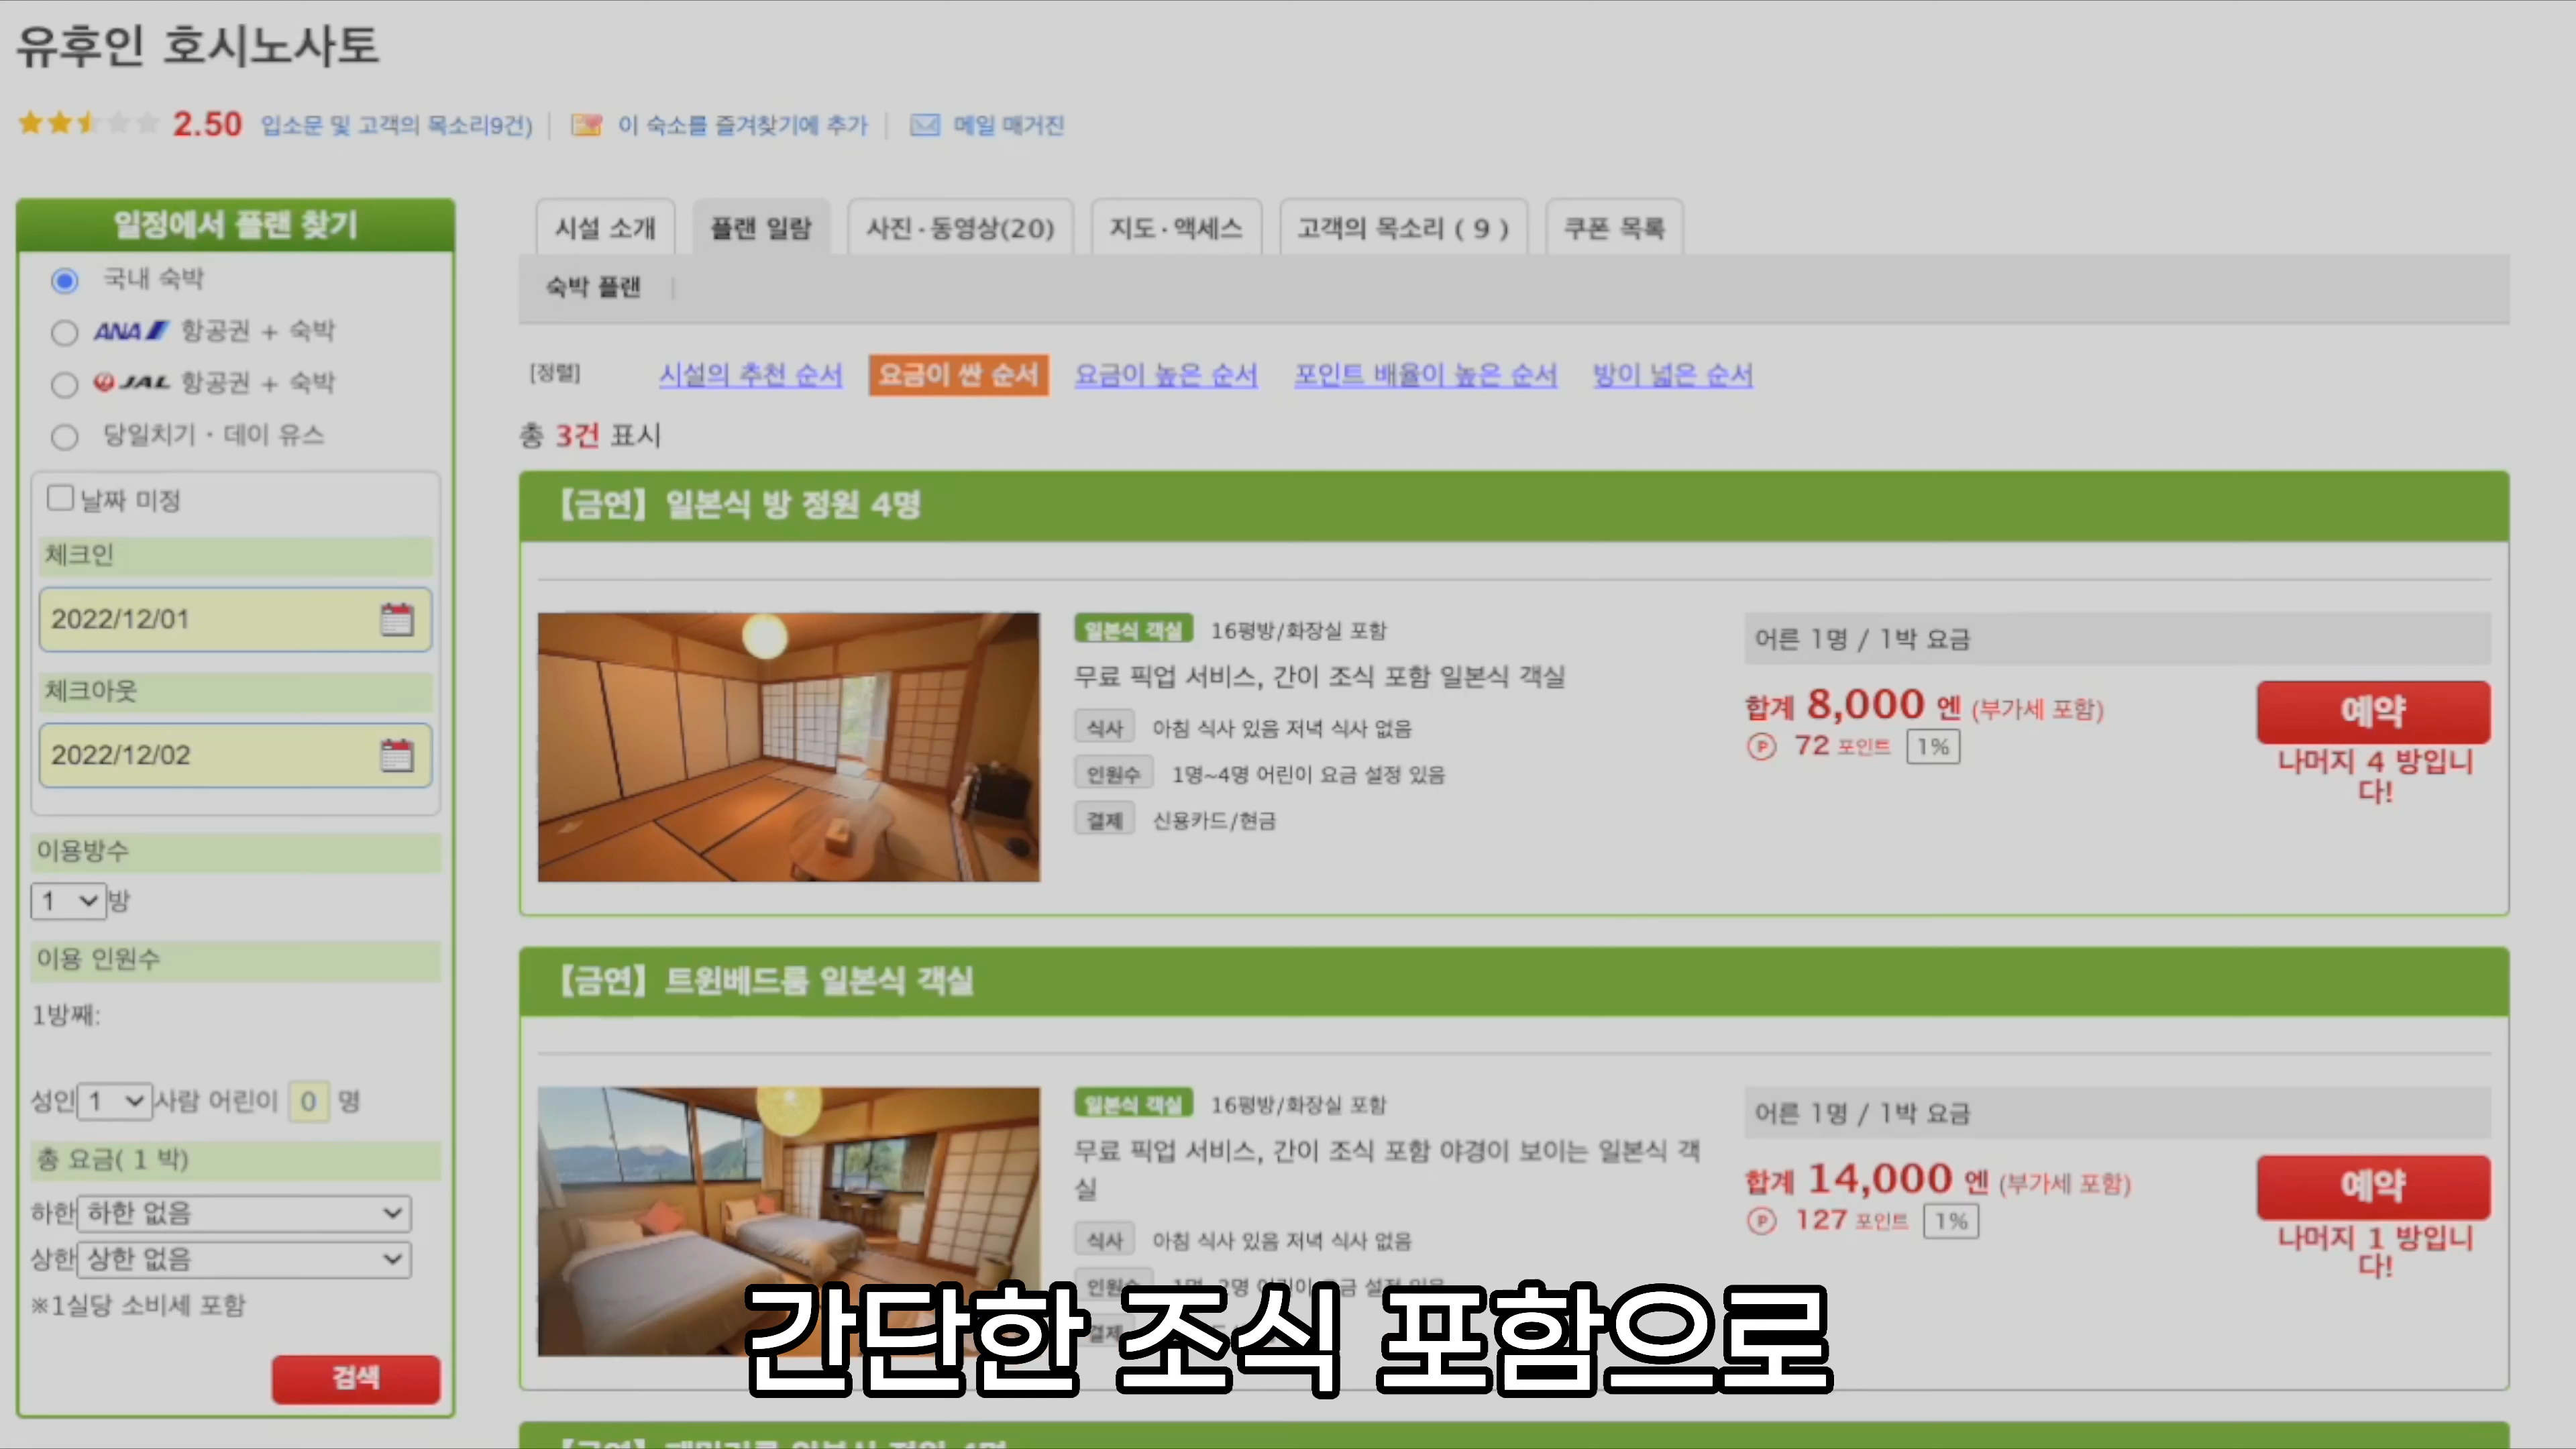 유후인 호시노사토
2.50 입소문 및 고객의 목소리9건) 이 숙소를 즐겨찾기에 추가 메일 매거진
일정에서 플랜 찾기
국내 숙박
ANA 항공권 + 숙박
JAL 항공권 + 숙박
당일치기・데이 유스
날짜 미정
체크인
2022/12/01
체크아웃
2022/12/02
이용방수
1 방
이용 인원수
1방째:
성인 1 사람 어린이 0 명
총 요금( 1 박)
하한 하한 없음
상한 상한 없음
※1실당 소비세 포함
검색
시설 소개 플랜 일람 사진·동영상(20) 지도·액세스 고객의 목소리 ( 9 ) 쿠폰 목록
숙박 플랜
[정렬] 시설의 추천 순서 요금이 싼 순서 요금이 높은 순서 포인트 배율이 높은 순서 방이 넓은 순서
총 3건 표시
【금연】 일본식 방 정원 4명
일본식 객실 16평방/화장실 포함
무료 픽업 서비스, 간이 조식 포함 일본식 객실
식사 아침 식사 있음 저녁 식사 없음
인원수 1명~4명 어린이 요금 설정 있음
결제 신용카드/현금
어른 1명 / 1박 요금
합계 8,000 엔 (부가세 포함)
72 포인트 1%
예약
나머지 4 방입니
다!
【금연】 트윈베드룸 일본식 객실
일본식 객실 16평방/화장실 포함
무료 픽업 서비스, 간이 조식 포함 야경이 보이는 일본식 객
실
식사 아침 식사 있음 저녁 식사 없음
어른 1명 / 1박 요금
합계 14,000 엔 (부가세 포함)
127 포인트 1%
예약
나머지 1 방입니
다!
간단한 조식 포함으로